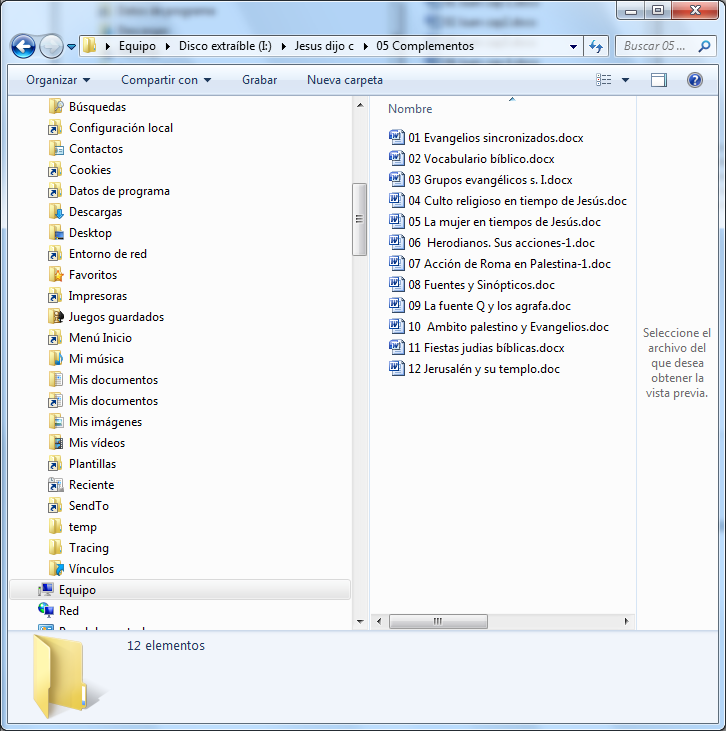 Equipo Disco extraíble (I:) Jesus dijo c 05 Complementos
Buscar 05 ...
Organizar Compartir con Grabar Nueva carpeta
Búsquedas
Configuración local
Contactos
Cookies
Datos de programa
Descargas
Desktop
Entorno de red
Favoritos
Impresoras
Juegos guardados
Menú Inicio
Mi música
Mis documentos
Mis documentos
Mis imágenes
Mis vídeos
Plantillas
Reciente
SendTo
temp
Tracing
Vínculos
Equipo
Red
Nombre
01 Evangelios sincronizados.docx
02 Vocabulario bíblico.docx
03 Grupos evangélicos s. I.docx
04 Culto religioso en tiempo de Jesús.doc
05 La mujer en tiempos de Jesús.doc
06  Herodianos. Sus acciones-1.doc
07 Acción de Roma en Palestina-1.doc
08 Fuentes y Sinópticos.doc
09 La fuente Q y los agrafa.doc
10  Ambito palestino y Evangelios.doc
11 Fiestas judias bíblicas.docx
12 Jerusalén y su templo.doc
Seleccione el
archivo del
que desea
obtener la
vista previa.
12 elementos